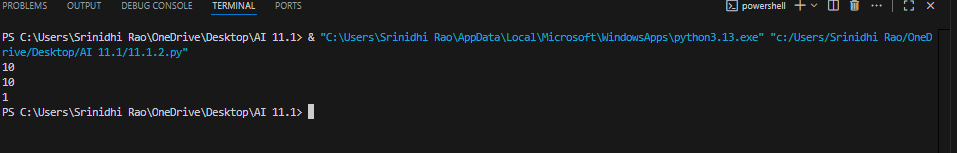 PROBLEMS OUTPUT DEBUG CONSOLE TERMINAL PORTS powershell
PS C:\Users\Srinidhi Rao\OneDrive\Desktop\AI 11.1> & "C:\Users\Srinidhi Rao\AppData\Local\Microsoft\WindowsApps\python3.13.exe" "c:/Users/Srinidhi Rao/OneD
rive/Desktop/AI 11.1/11.1.2.py"
10
10
1
PS C:\Users\Srinidhi Rao\OneDrive\Desktop\AI 11.1>